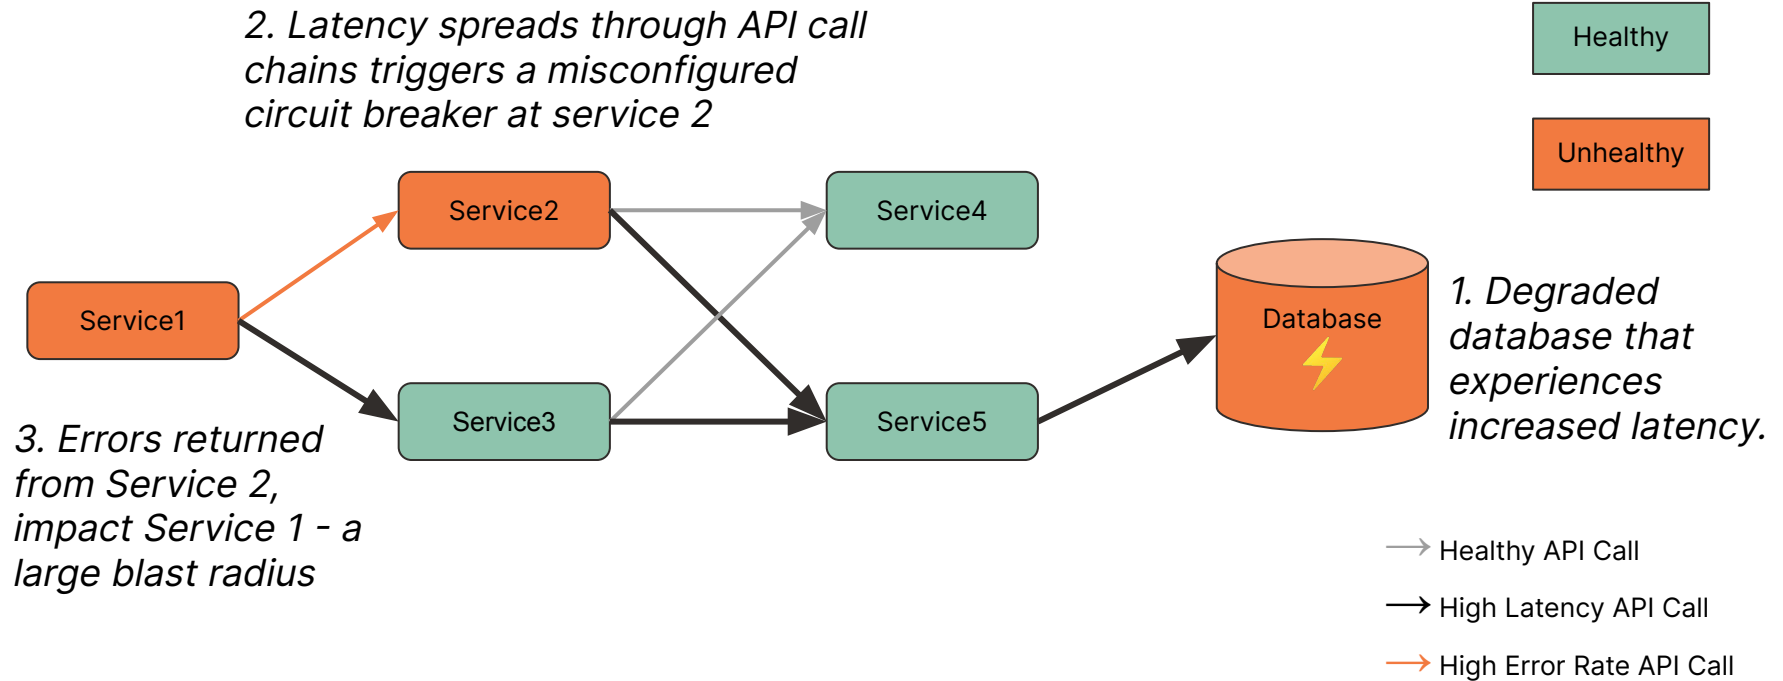 2. Latency spreads through API call
chains triggers a misconfigured
circuit breaker at service 2
Healthy
Unhealthy
Service2
Service4
Service1
Database
1. Degraded
database that
experiences
increased latency.
Service3
Service5
3. Errors returned
from Service 2,
impact Service 1 - a
large blast radius
Healthy API Call
High Latency API Call
High Error Rate API Call